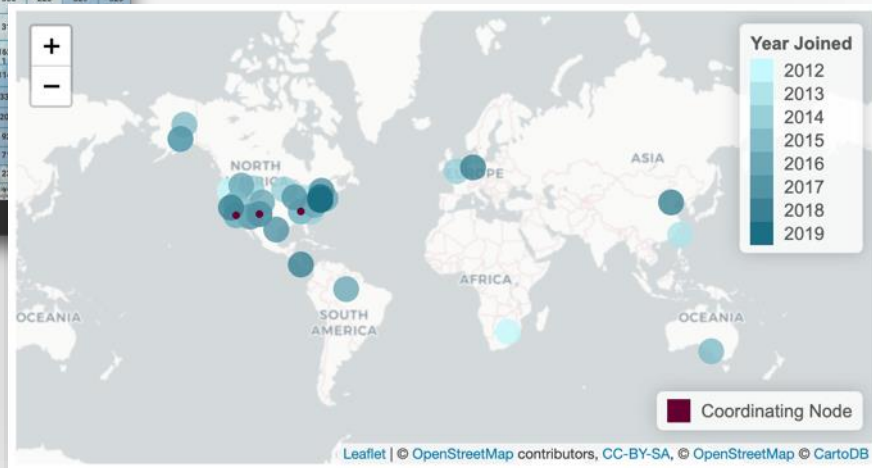 +
−
Year Joined
2012
2013
2014
2015
2016
2017
2018
2019
NORTH
OPE
ASIA
AFRICA
OCEANIA
SOUTH
AMERICA
OCEANIA
Coordinating Node
Leaflet | © OpenStreetMap contributors, CC-BY-SA, © OpenStreetMap © CartoDB